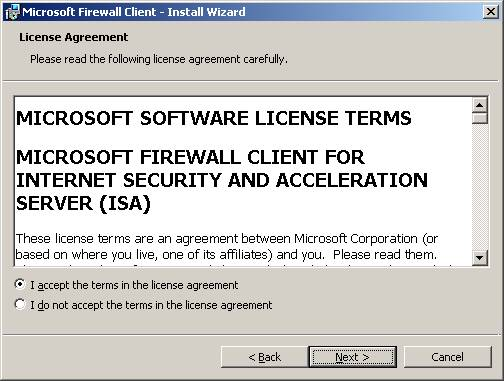 Microsoft Firewall Client - Install Wizard
License Agreement
Please read the following license agreement carefully.
MICROSOFT SOFTWARE LICENSE TERMS
MICROSOFT FIREWALL CLIENT FOR
INTERNET SECURITY AND ACCELERATION
SERVER (ISA)
These license terms are an agreement between Microsoft Corporation (or
based on where you live, one of its affiliates) and you.  Please read them.
I accept the terms in the license agreement
I do not accept the terms in the license agreement
< Back
Next >
Cancel